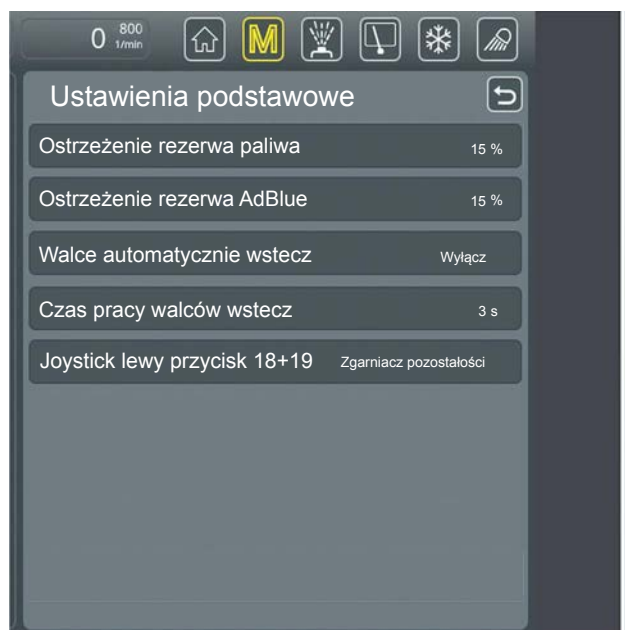 0 800 1/min M
Ustawienia podstawowe
Ostrzeżenie rezerwa paliwa 15 %
Ostrzeżenie rezerwa AdBlue 15 %
Walce automatycznie wstecz Wyłącz
Czas pracy walców wstecz 3 s
Joystick lewy przycisk 18+19 Zgarniacz pozostałości